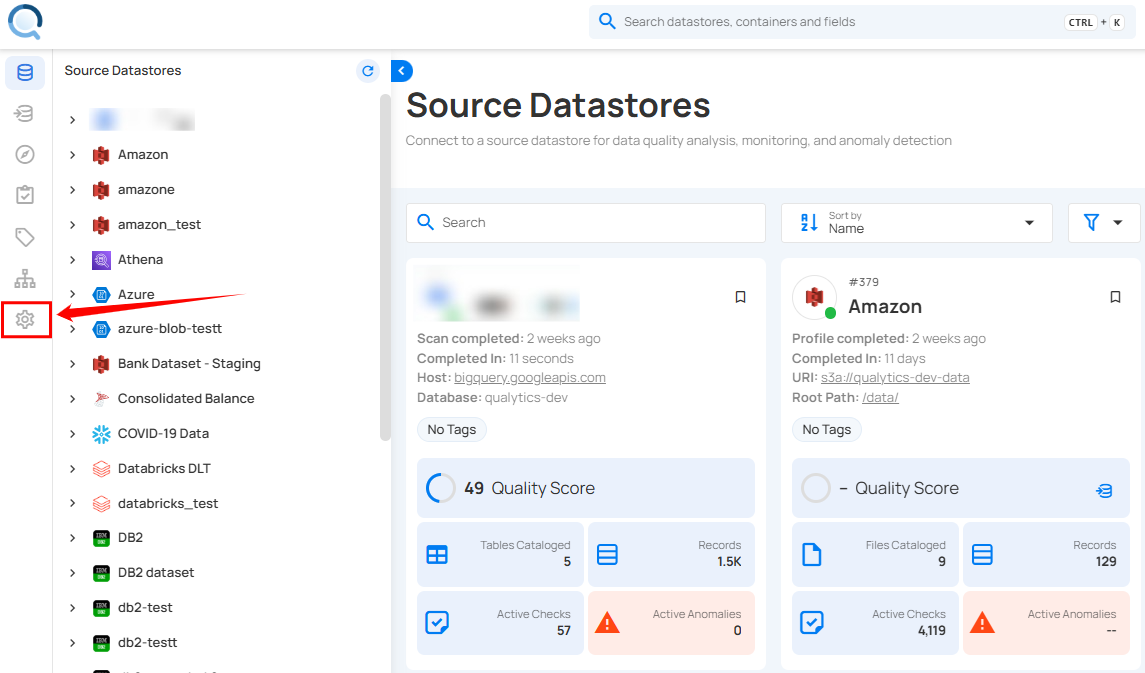 Search datastores, containers and fields
CTRL + K
Source Datastores
Amazon
amazone
amazon_test
Athena
Azure
azure-blob-testt
Bank Dataset - Staging
Consolidated Balance
COVID-19 Data
Databricks DLT
databricks_test
DB2
DB2 dataset
db2-test
db2-testt
Source Datastores
Connect to a source datastore for data quality analysis, monitoring, and anomaly detection
Search
Sort by
Name
Scan completed: 2 weeks ago
Completed In: 11 seconds
Host: bigquery.googleapis.com
Database: qualytics-dev
No Tags
49 Quality Score
Tables Cataloged
5
Records
1.5K
Active Checks
57
Active Anomalies
0
#379
Amazon
Profile completed: 2 weeks ago
Completed In: 11 days
URI: s3a://qualytics-dev-data
Root Path: /data/
No Tags
– Quality Score
Files Cataloged
9
Records
129
Active Checks
4,119
Active Anomalies
--